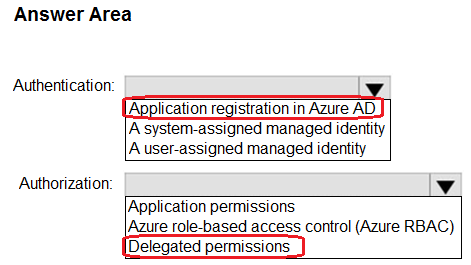 Answer Area
Authentication:
Application registration in Azure AD
A system-assigned managed identity
A user-assigned managed identity
Authorization:
Application permissions
Azure role-based access control (Azure RBAC)
Delegated permissions